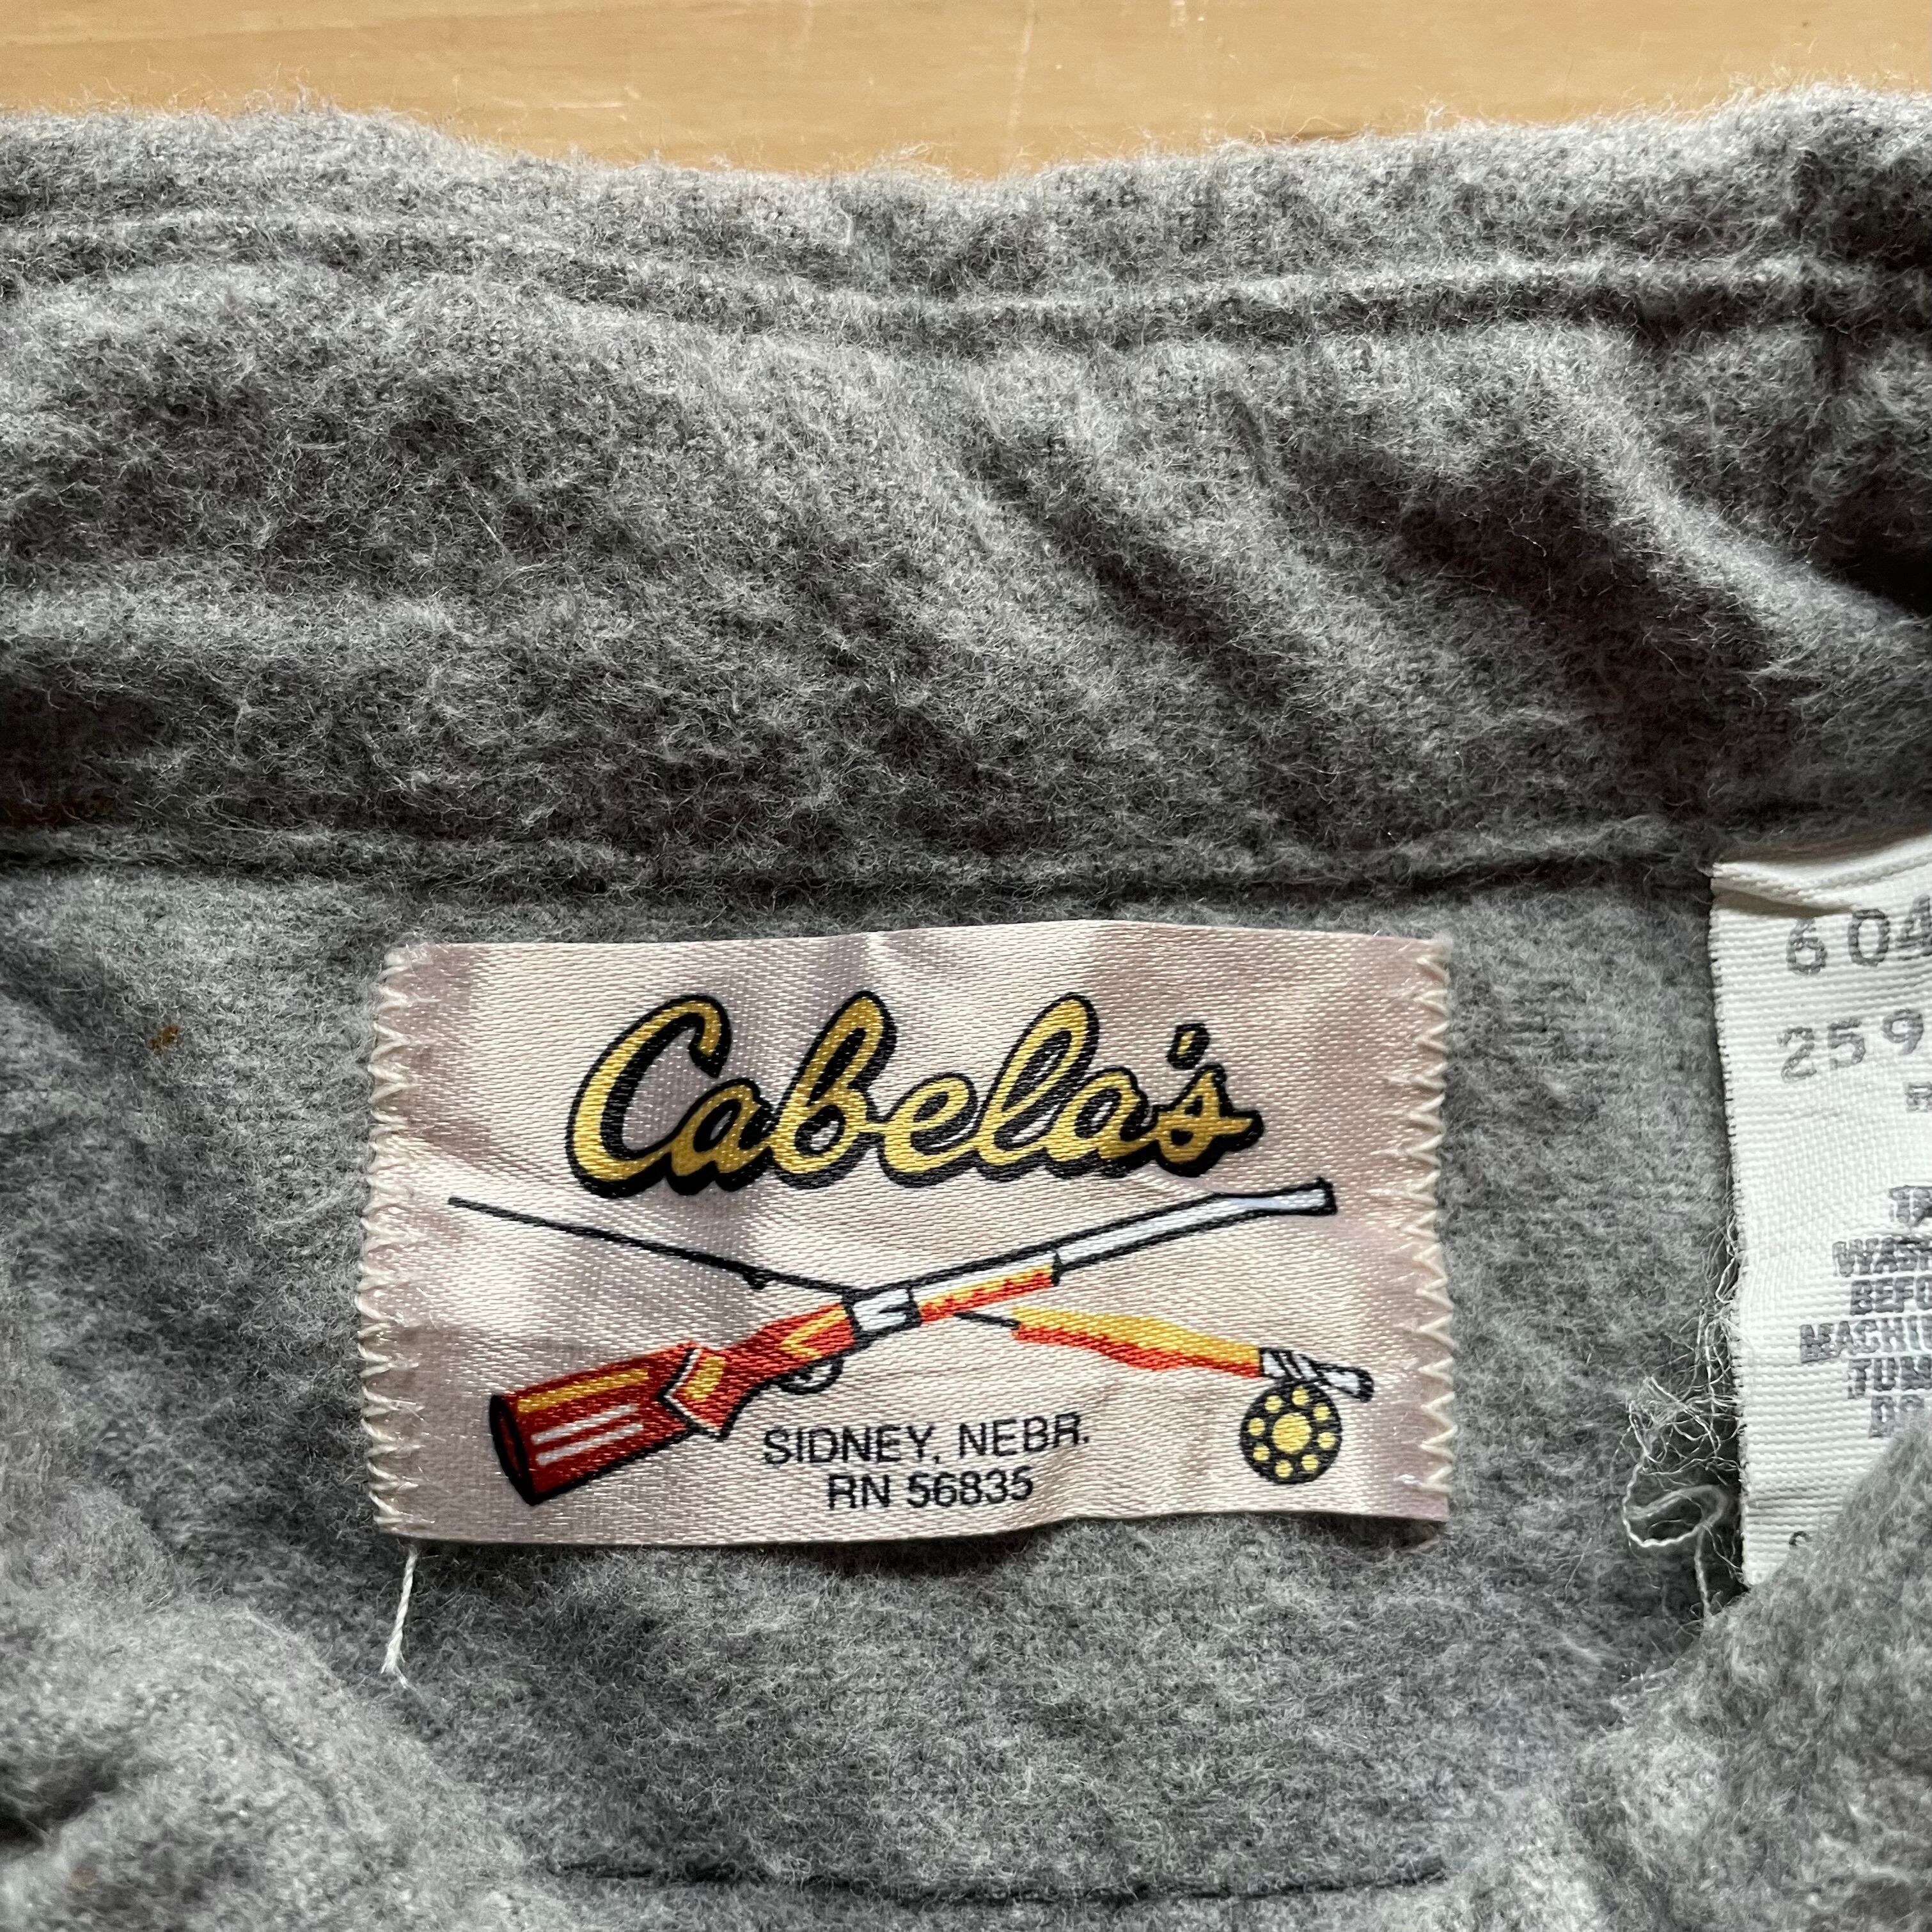 Cabela's
SIDNEY, NEBR.
RN 56835
604
259